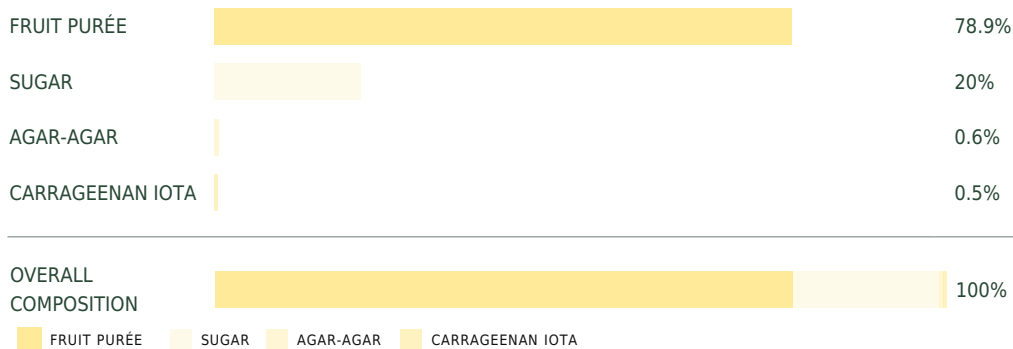 FRUIT PURÉE 78.9%
SUGAR 20%
AGAR-AGAR 0.6%
CARRAGEENAN IOTA 0.5%
OVERALL
COMPOSITION 100%
FRUIT PURÉE SUGAR AGAR-AGAR CARRAGEENAN IOTA